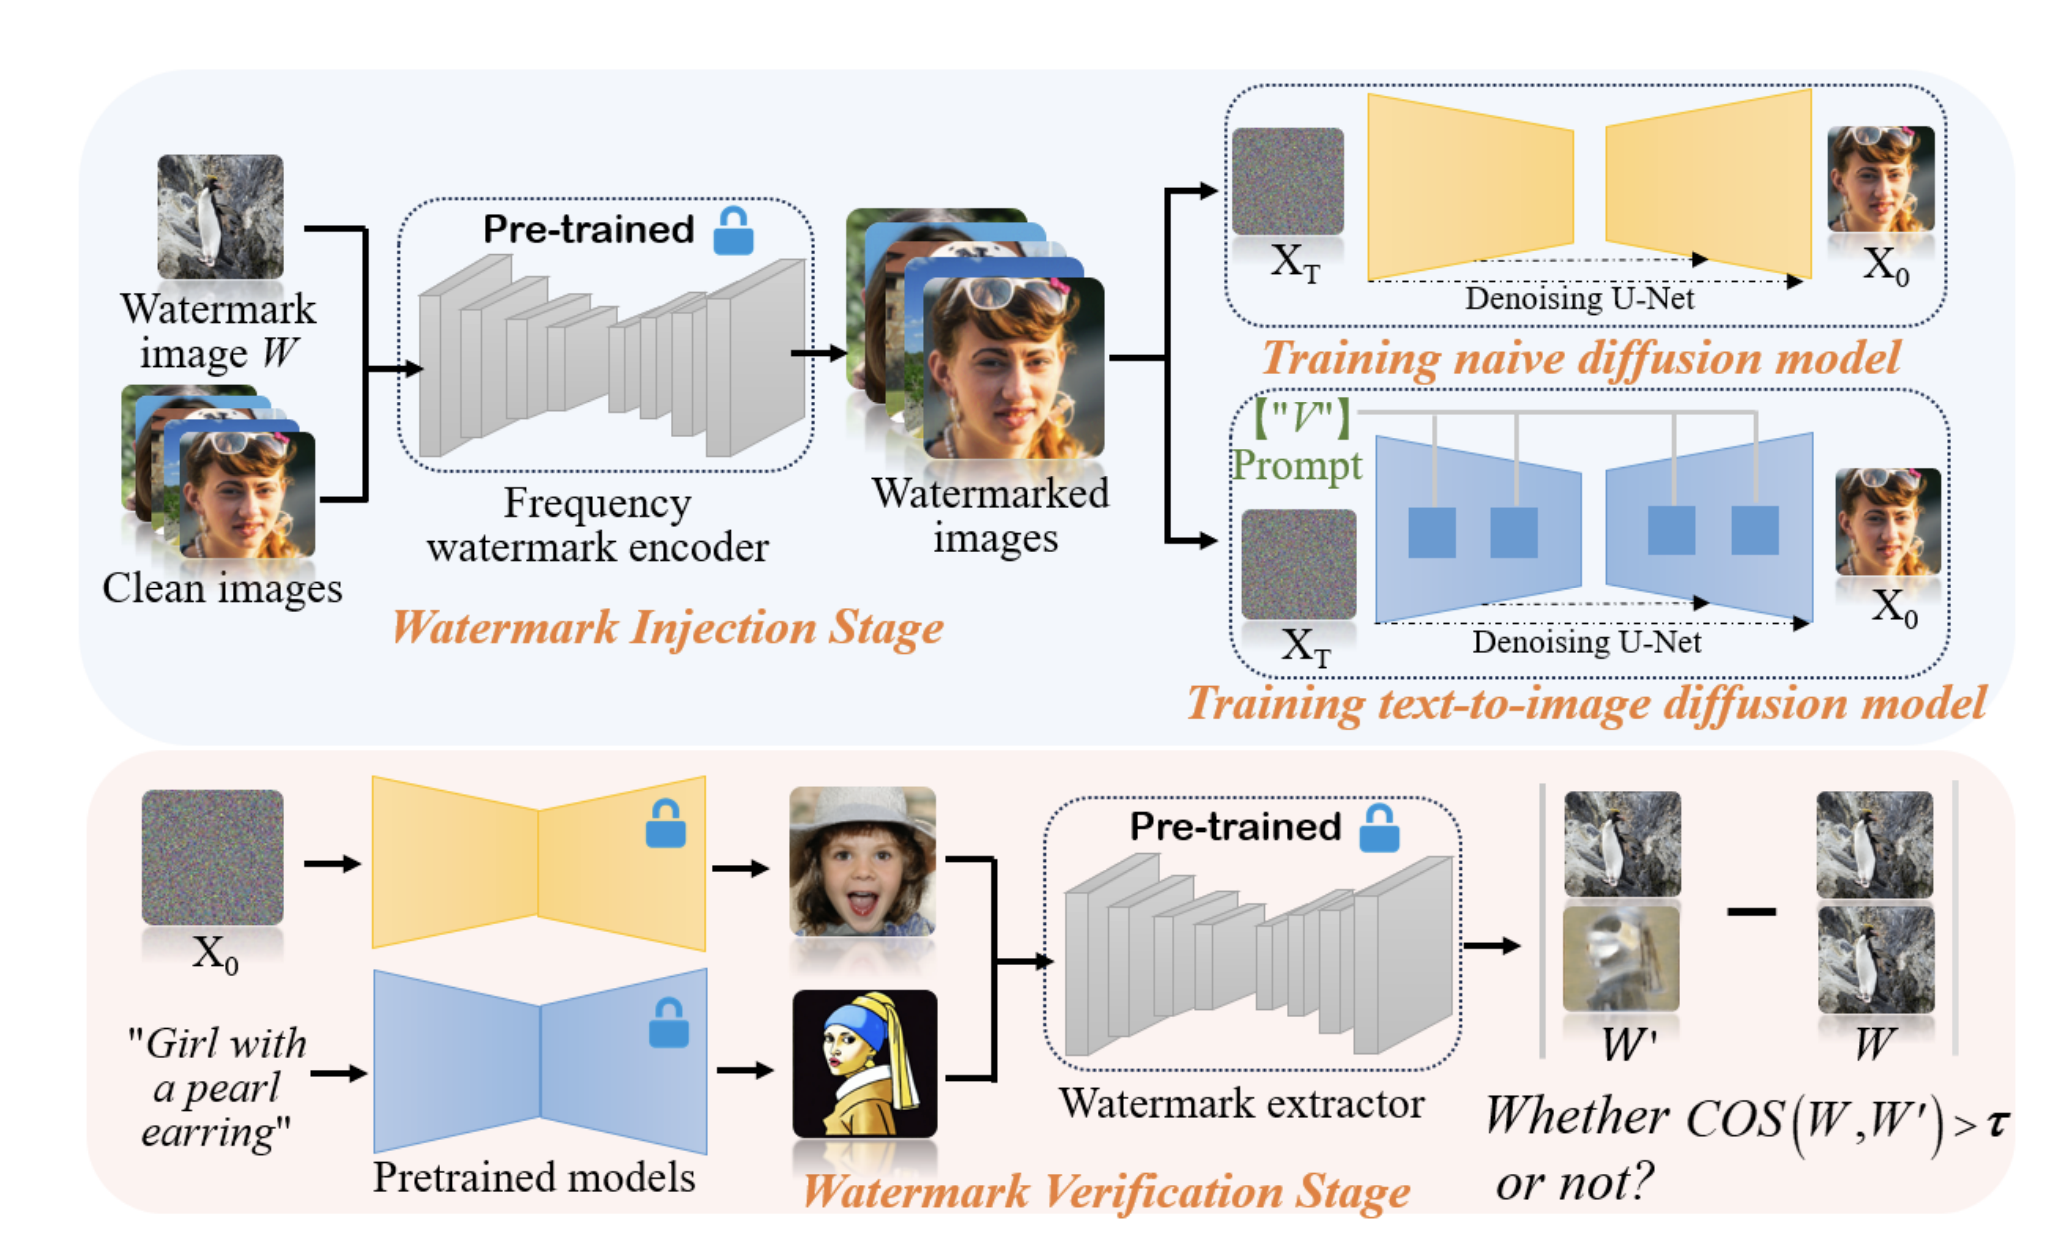 Watermark
image W
Clean images
Pre-trained
Frequency
watermark encoder
Watermark Injection Stage
Watermarked
images
X_T
Denoising U-Net
X_0
Training naive diffusion model
【"V"】
Prompt
X_T
Denoising U-Net
X_0
Training text-to-image diffusion model
X_0
"Girl with
a pearl
earring"
Pretrained models
Pre-trained
Watermark extractor
Watermark Verification Stage
W'
W
Whether COS(W,W')>τ
or not?